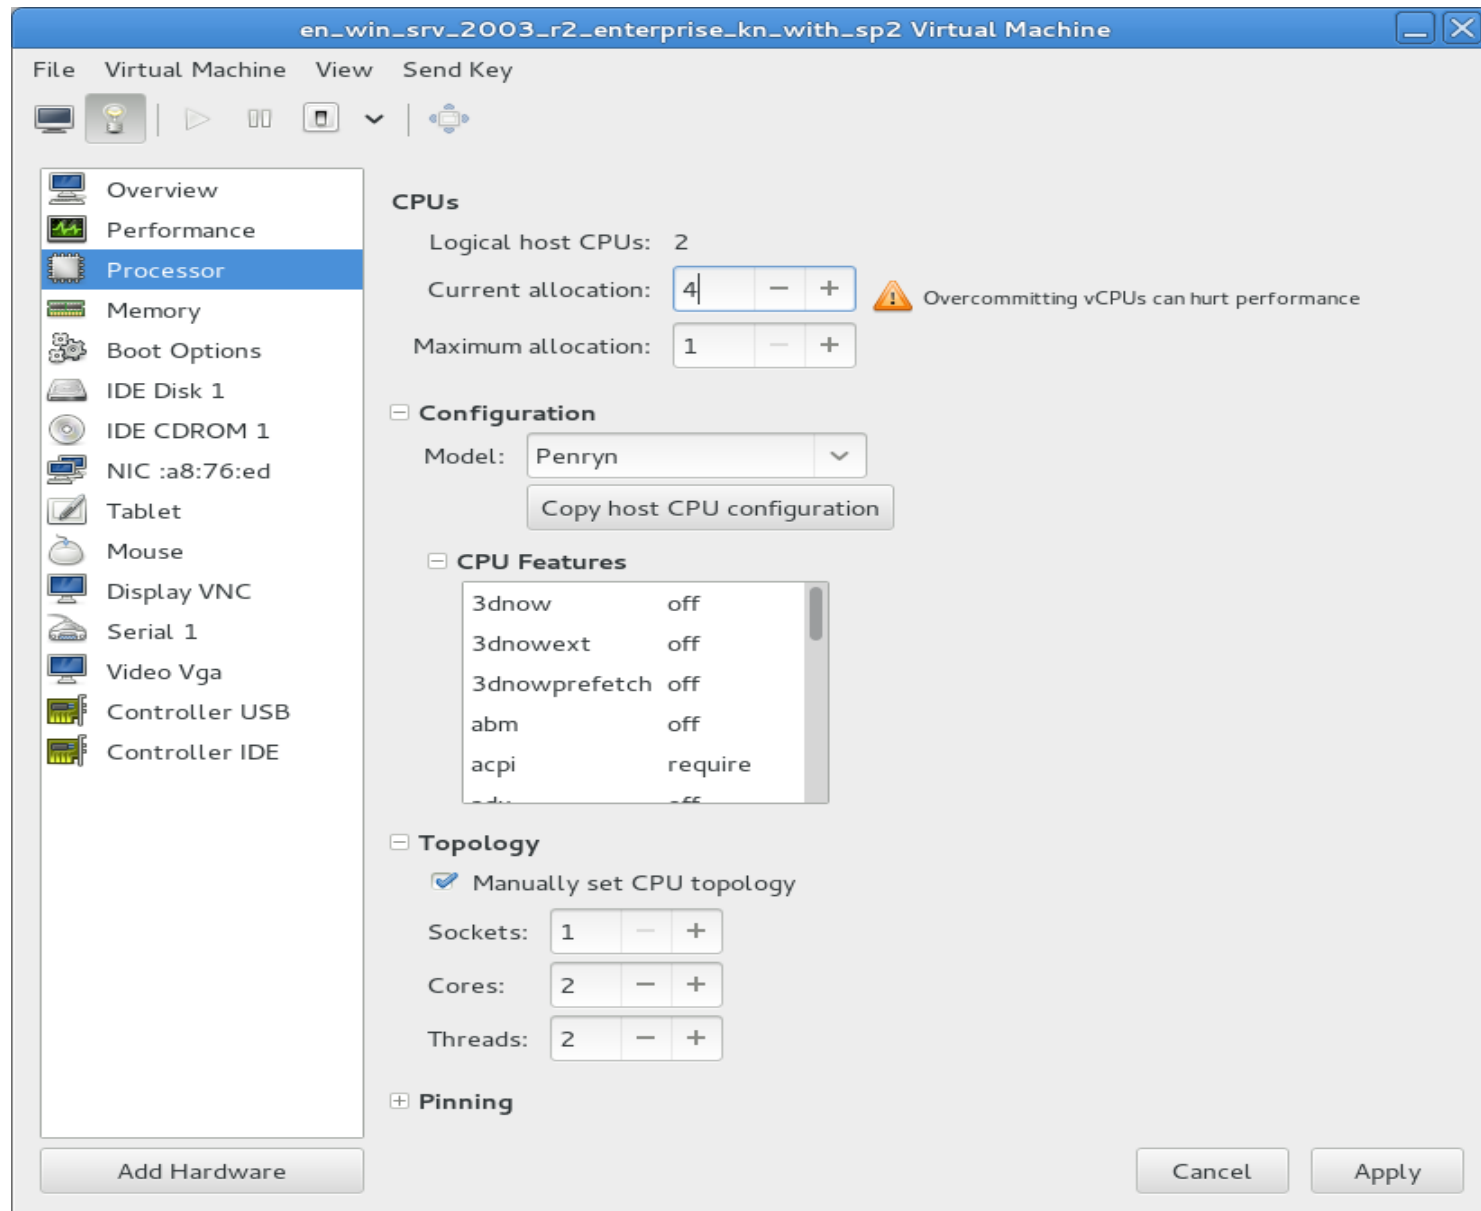 en_win_srv_2003_r2_enterprise_kn_with_sp2 Virtual Machine
File Virtual Machine View Send Key
Overview
Performance
Processor
Memory
Boot Options
IDE Disk 1
IDE CDROM 1
NIC :a8:76:ed
Tablet
Mouse
Display VNC
Serial 1
Video Vga
Controller USB
Controller IDE
Add Hardware
CPUs
Logical host CPUs: 2
Current allocation: 4 Overcommitting vCPUs can hurt performance
Maximum allocation: 1
Configuration
Model: Penryn
Copy host CPU configuration
CPU Features
3dnow off
3dnowext off
3dnowprefetch off
abm off
acpi require
Topology
Manually set CPU topology
Sockets: 1
Cores: 2
Threads: 2
Pinning
Cancel Apply